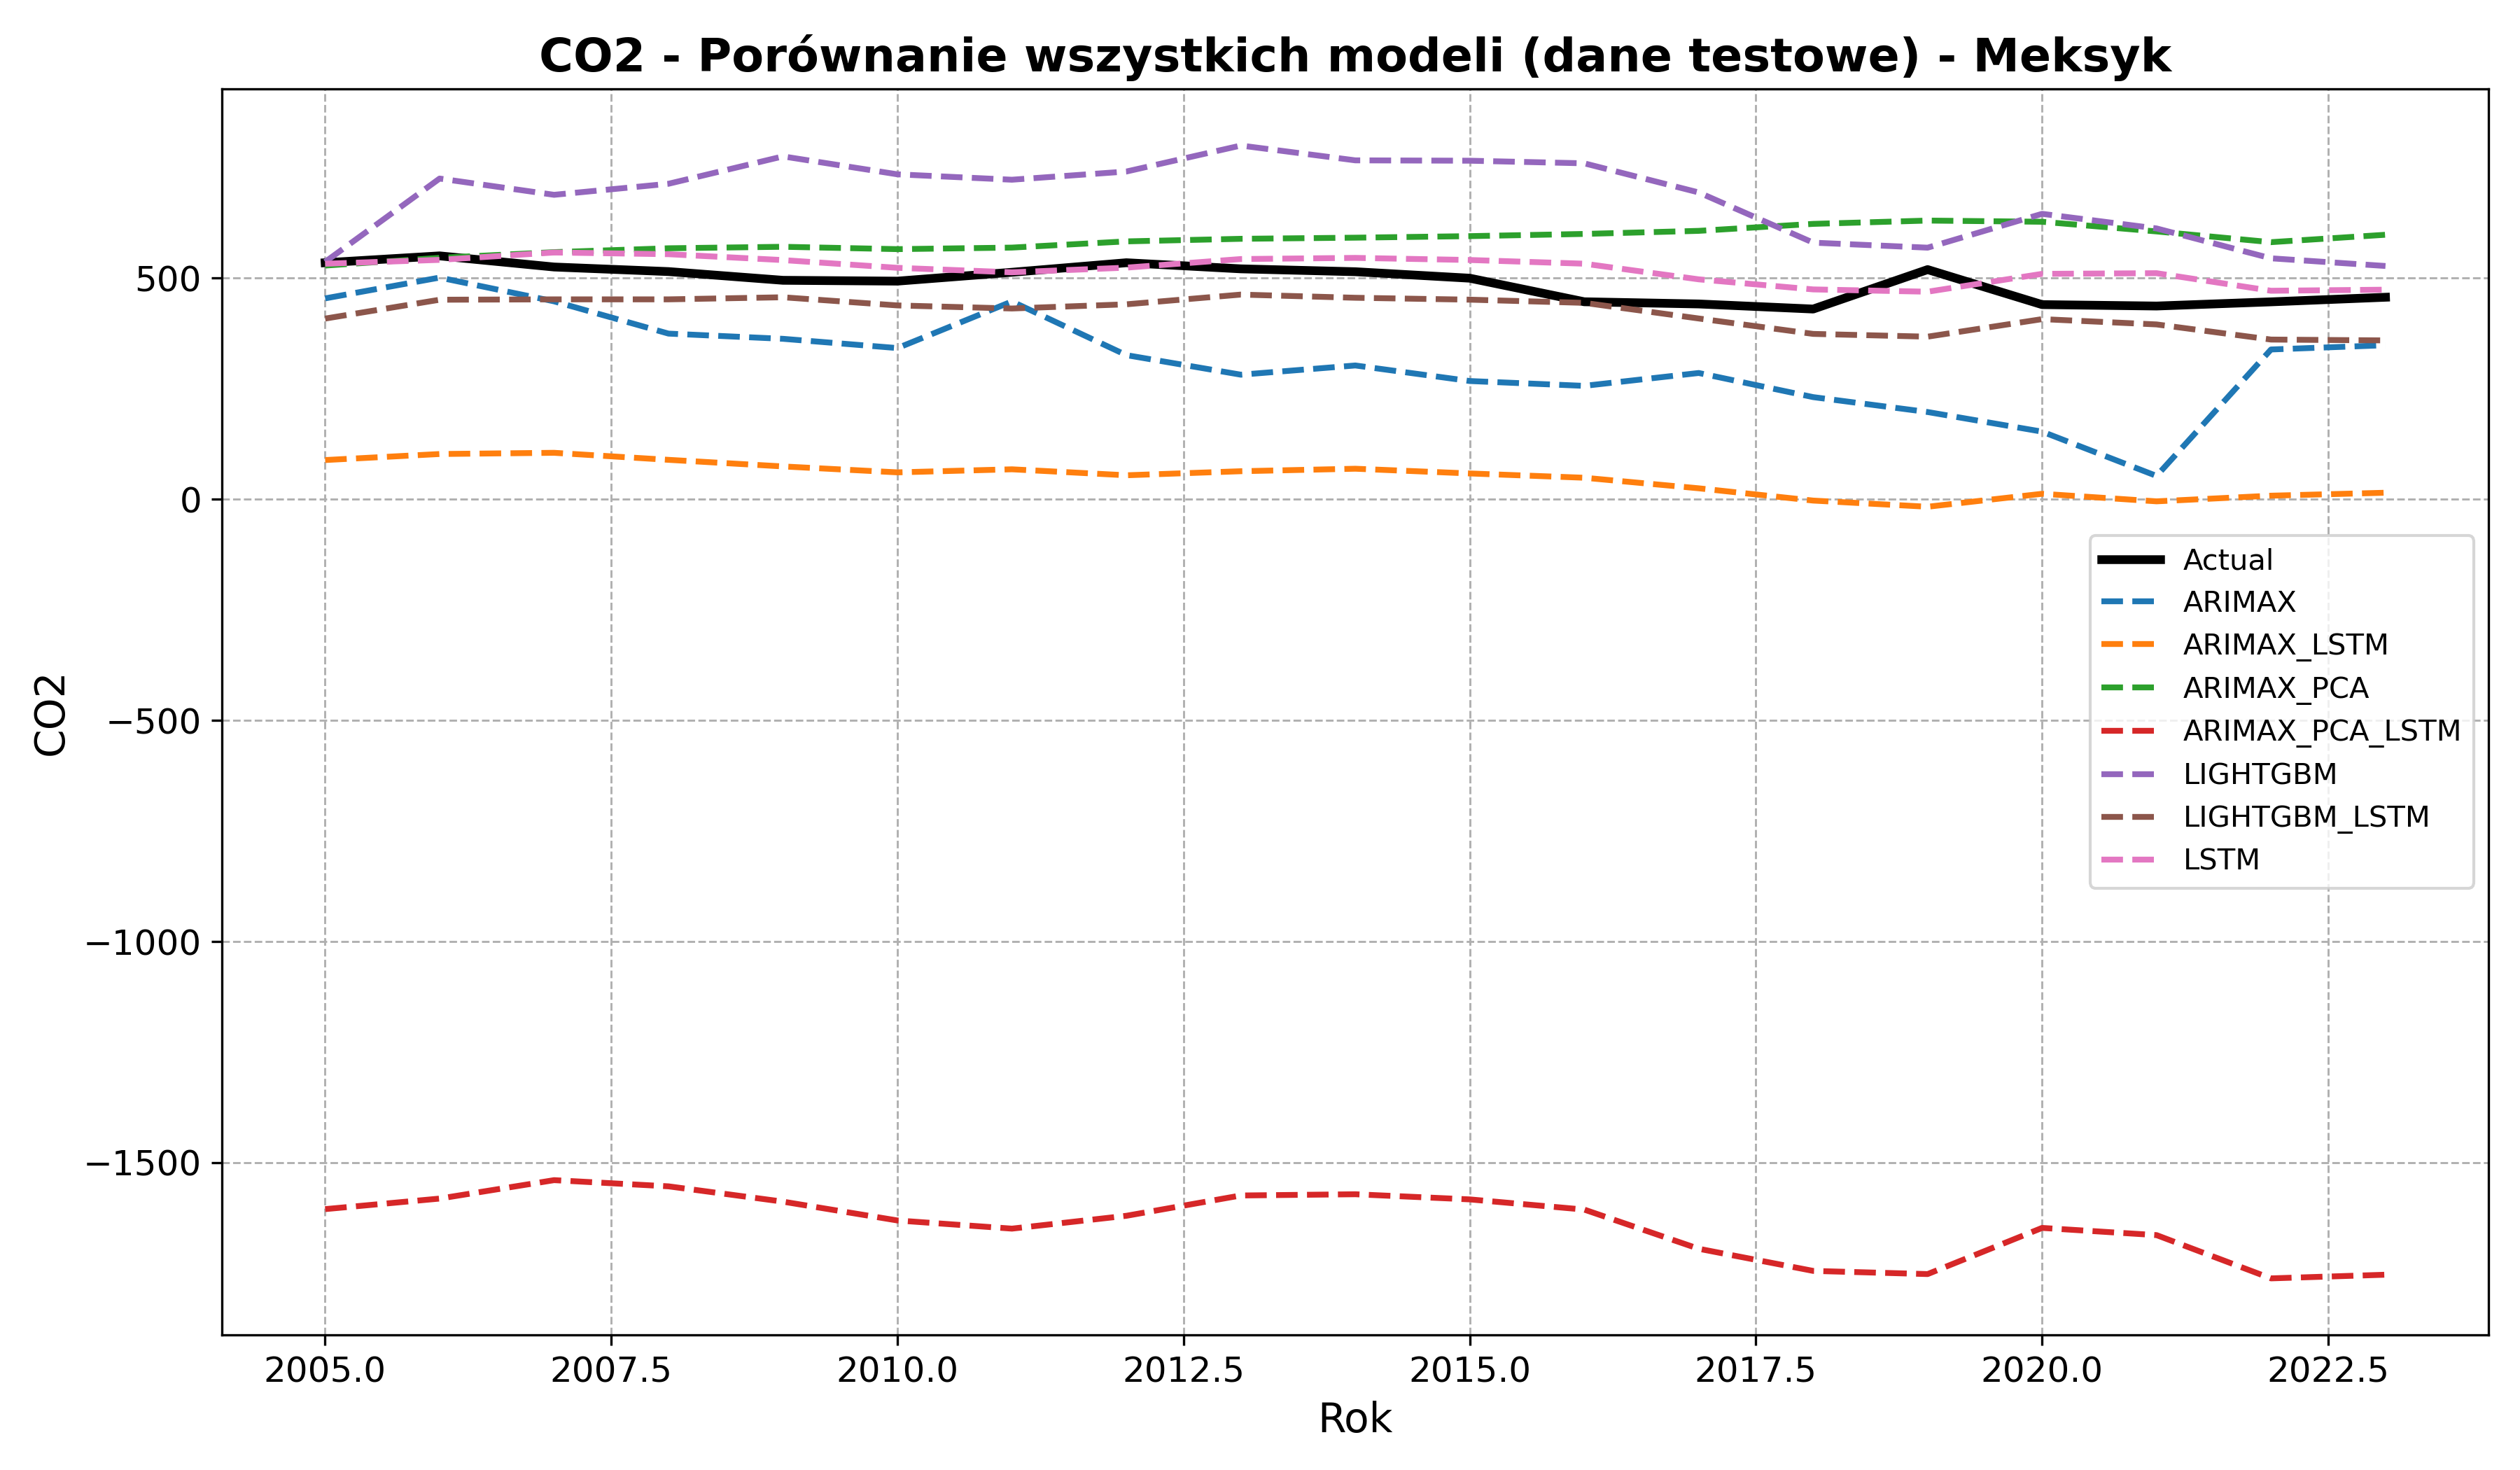 CO2 - Porównanie wszystkich modeli (dane testowe) - Meksyk
CO2
500
0
−500
−1000
−1500
Actual
ARIMAX
ARIMAX_LSTM
ARIMAX_PCA
ARIMAX_PCA_LSTM
LIGHTGBM
LIGHTGBM_LSTM
LSTM
2005.0 2007.5 2010.0 2012.5 2015.0 2017.5 2020.0 2022.5
Rok